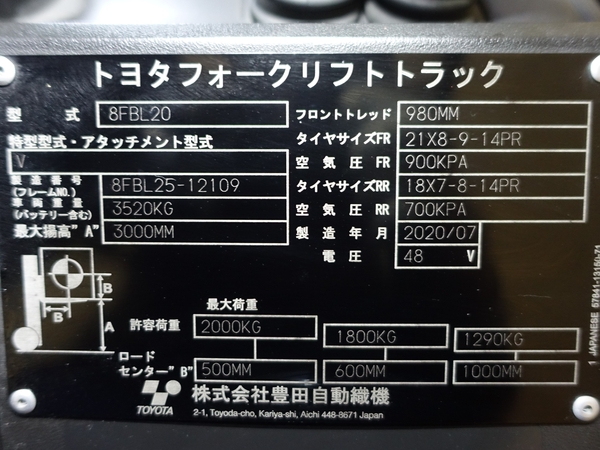 トヨタフォークリフトトラック
型 式 8FBL20 フロントトレッド 980MM
特型型式・アタッチメント型式 タイヤサイズFR 21X8-9-14PR
V 空気圧FR 900KPA
製造番号 (フレームNO.) 8FBL25-12109 タイヤサイズRR 18X7-8-14PR
車両重量 (バッテリー含む) 3520KG 空気圧RR 700KPA
最大揚高"A" 3000MM 製造年月 2020/07
電圧 48 V
B
B A
最大荷重
許容荷重 2000KG 1800KG 1290KG
ロード
センター"B" 500MM 600MM 1000MM
TOYOTA 株式会社豊田自動織機
2-1, Toyoda-cho, Kariya-shi, Aichi 448-8671 Japan
1 JAPANESE 57841-13150-71